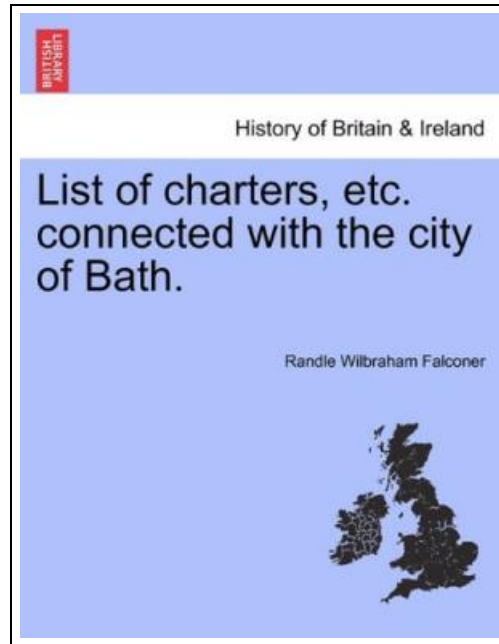 BRITISH
LIBRARY
History of Britain & Ireland
List of charters, etc.
connected with the city
of Bath.
Randle Wilbraham Falconer